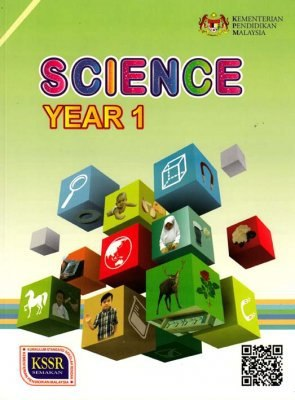 KEMENTERIAN
PENDIDIKAN
MALAYSIA
SCIENCE
YEAR 1
KSSR
SEMAKAN